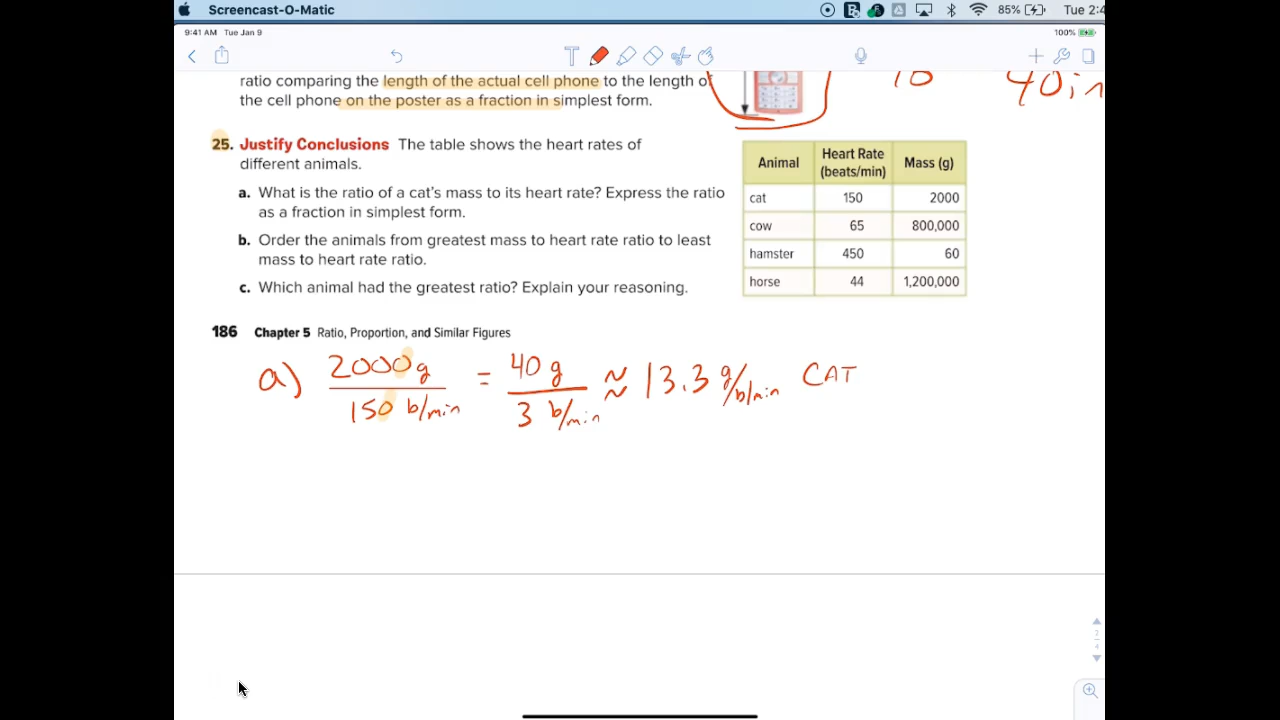 Screencast-O-Matic
85%
Tue 2:4
9:41 AM Tue Jan 9
100%
T
ratio comparing the length of the actual cell phone to the length of
the cell phone on the poster as a fraction in simplest form.
40in
25. Justify Conclusions The table shows the heart rates of
different animals.
a. What is the ratio of a cat's mass to its heart rate? Express the ratio
as a fraction in simplest form.
b. Order the animals from greatest mass to heart rate ratio to least
mass to heart rate ratio.
c. Which animal had the greatest ratio? Explain your reasoning.
Animal Heart Rate (beats/min) Mass (g)
cat 150 2000
cow 65 800,000
hamster 450 60
horse 44 1,200,000
186 Chapter 5 Ratio, Proportion, and Similar Figures
a) 2000g / 150 b/min = 40 g / 3 b/min ≈ 13.3 g/b/min CAT